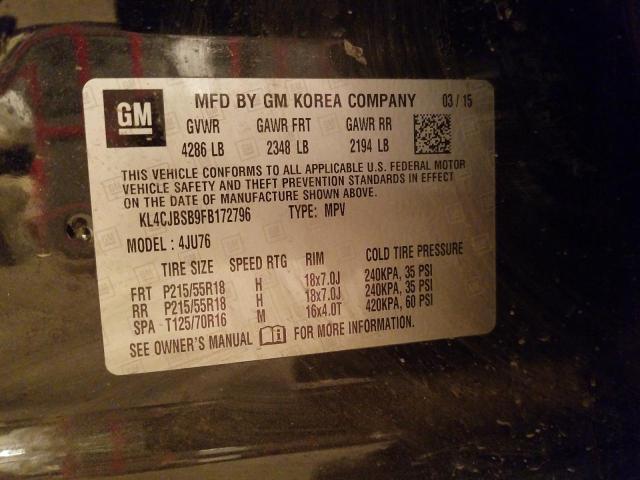 GM MFD BY GM KOREA COMPANY 03 / 15
GVWR GAWR FRT GAWR RR
4286 LB 2348 LB 2194 LB
THIS VEHICLE CONFORMS TO ALL APPLICABLE U.S. FEDERAL MOTOR
VEHICLE SAFETY AND THEFT PREVENTION STANDARDS IN EFFECT
ON THE DATE OF MANUFACTURE SHOWN ABOVE.
KL4CJBSB9FB172796 TYPE: MPV
MODEL : 4JU76
TIRE SIZE SPEED RTG RIM COLD TIRE PRESSURE
FRT P215/55R18 H 18x7.0J 240KPA, 35 PSI
RR P215/55R18 H 18x7.0J 240KPA, 35 PSI
SPA T125/70R16 M 16x4.0T 420KPA, 60 PSI
SEE OWNER'S MANUAL FOR MORE INFORMATION.